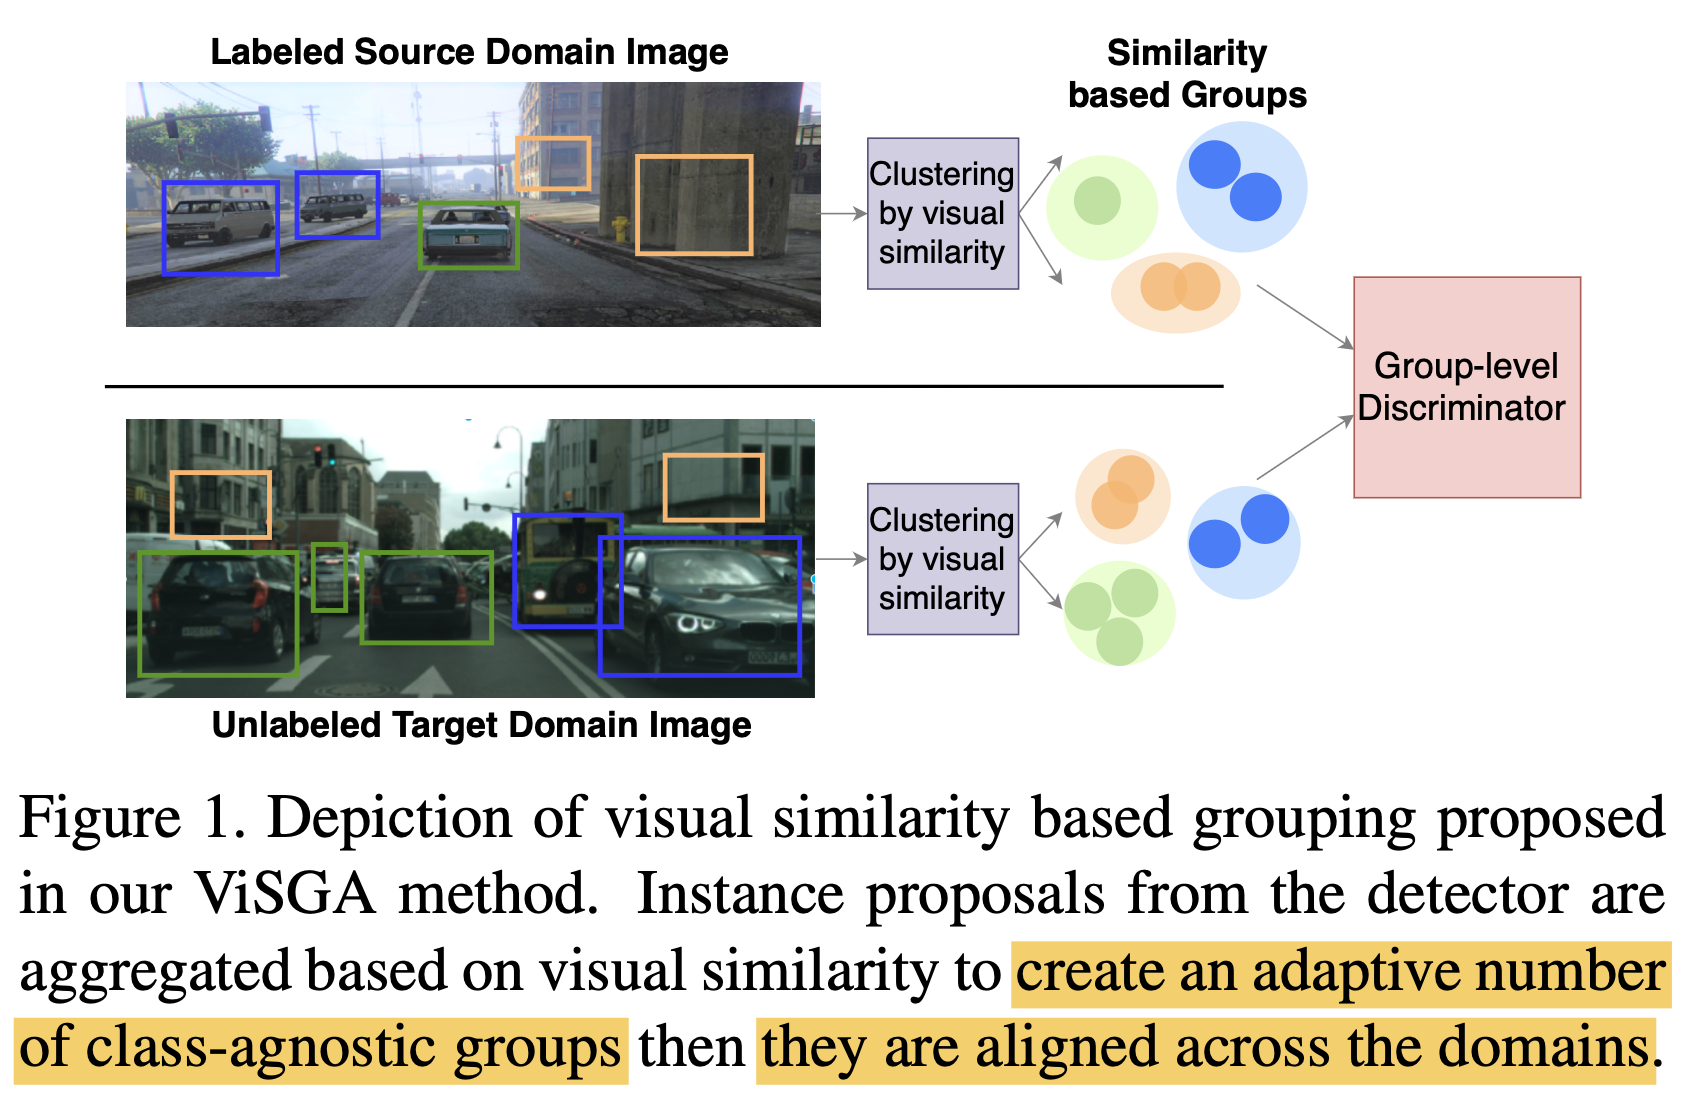 Labeled Source Domain Image
Similarity
based Groups
Clustering
by visual
similarity
Group-level
Discriminator
Clustering
by visual
similarity
Unlabeled Target Domain Image
Figure 1. Depiction of visual similarity based grouping proposed
in our ViSGA method. Instance proposals from the detector are
aggregated based on visual similarity to create an adaptive number
of class-agnostic groups then they are aligned across the domains.